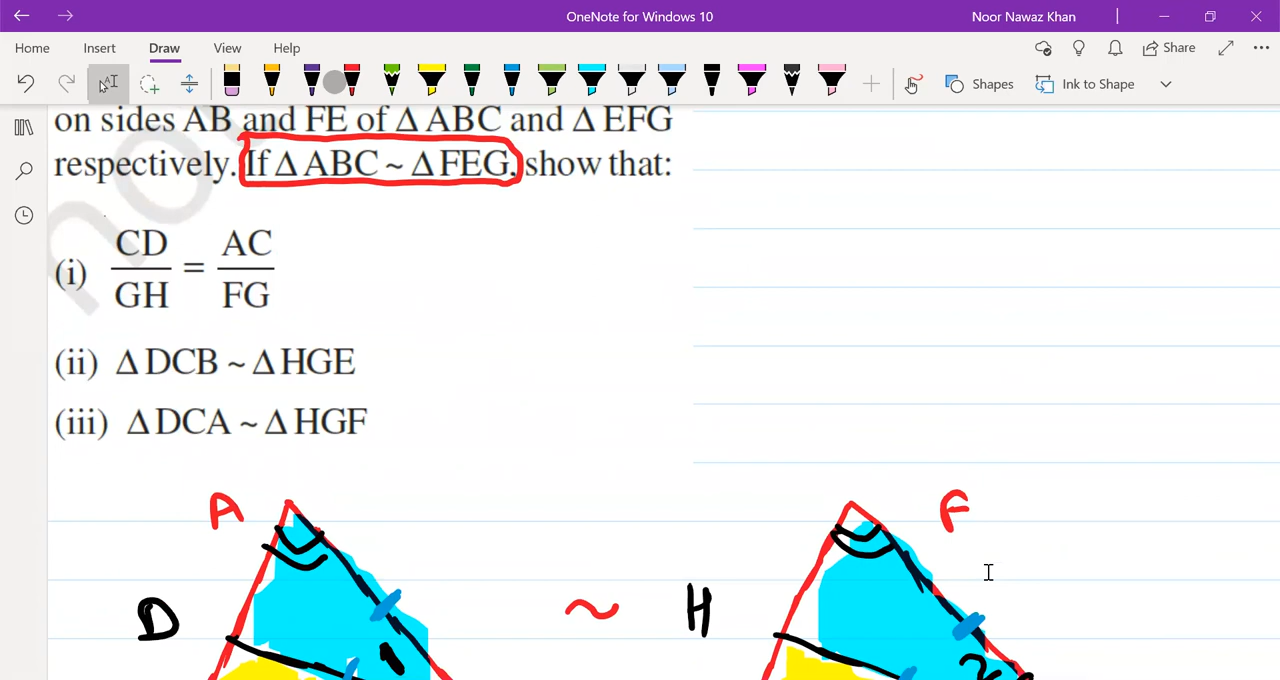 OneNote for Windows 10
Noor Nawaz Khan
Home Insert Draw View Help
Share
Shapes
Ink to Shape
on sides AB and FE of Δ ABC and Δ EFG
respectively. If Δ ABC ~ Δ FEG, show that:
(i) CD/GH = AC/FG
(ii) Δ DCB ~ Δ HGE
(iii) Δ DCA ~ Δ HGF
A F
D 1 ~ H 2